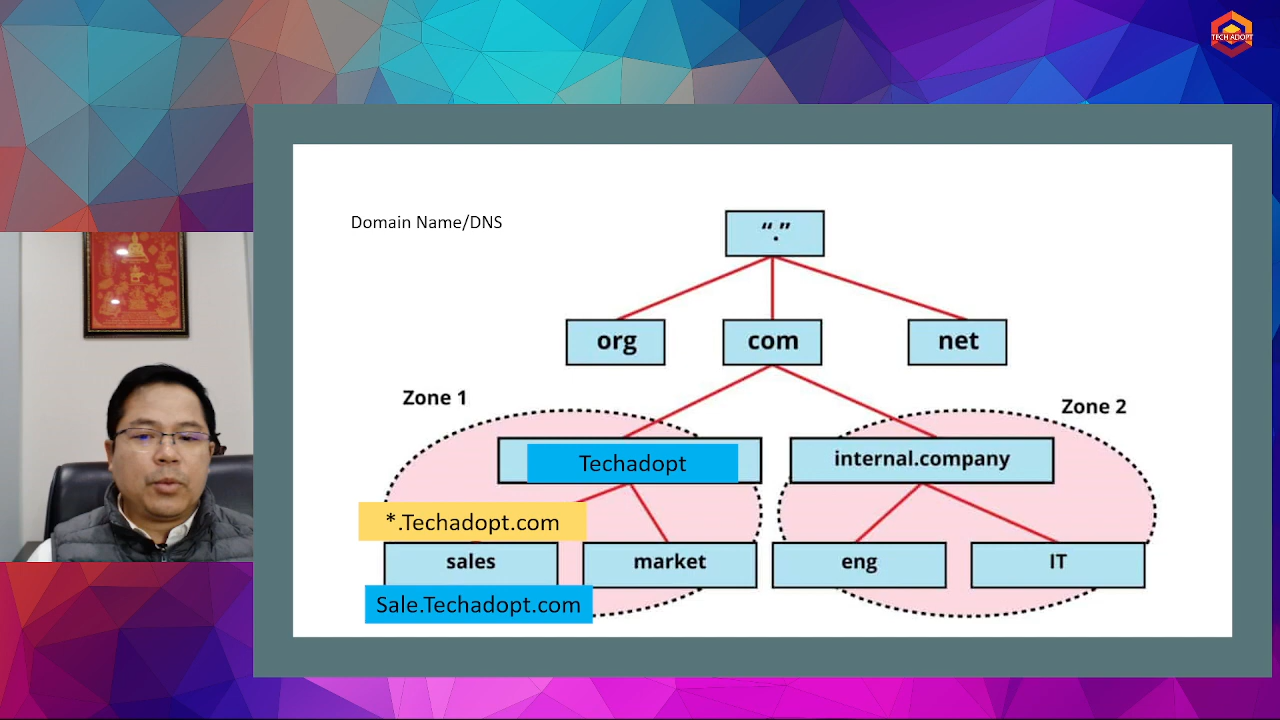 TECH ADOPT
Domain Name/DNS
“.”
org
com
net
Zone 1
Zone 2
Techadopt
internal.company
*.Techadopt.com
sales
market
eng
IT
Sale.Techadopt.com